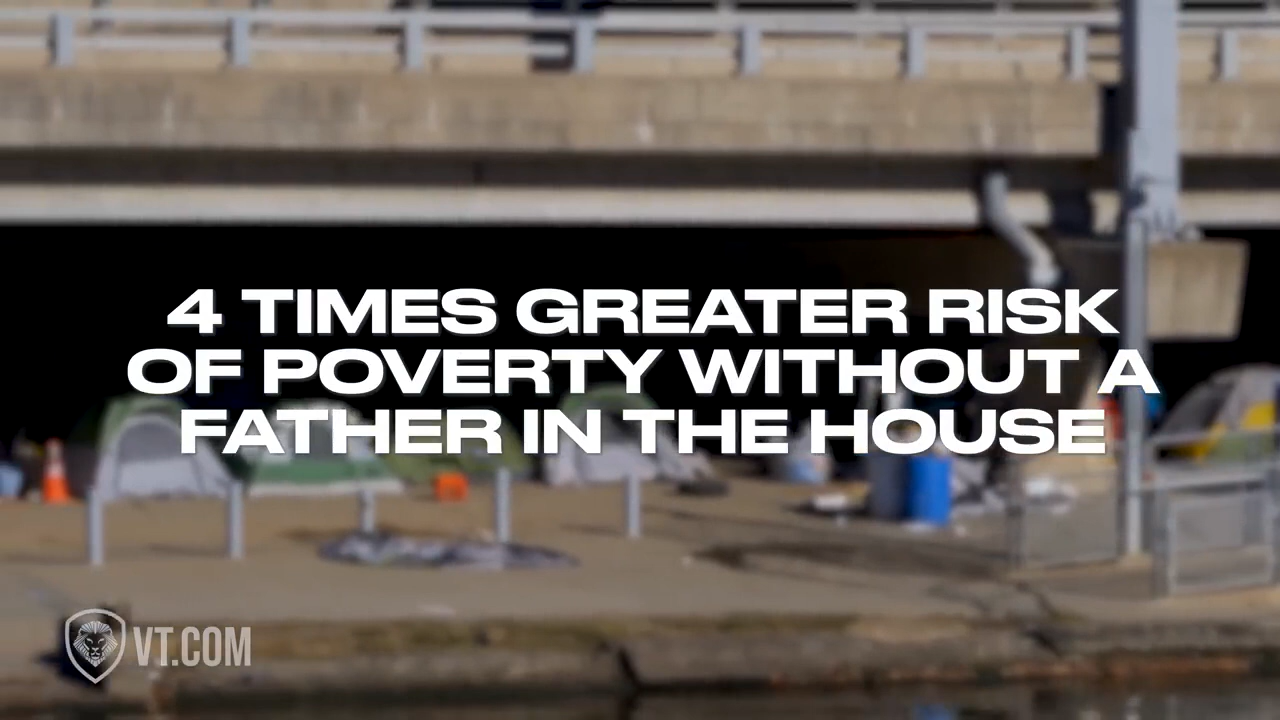 4 TIMES GREATER RISK
OF POVERTY WITHOUT A
FATHER IN THE HOUSE
VT.COM